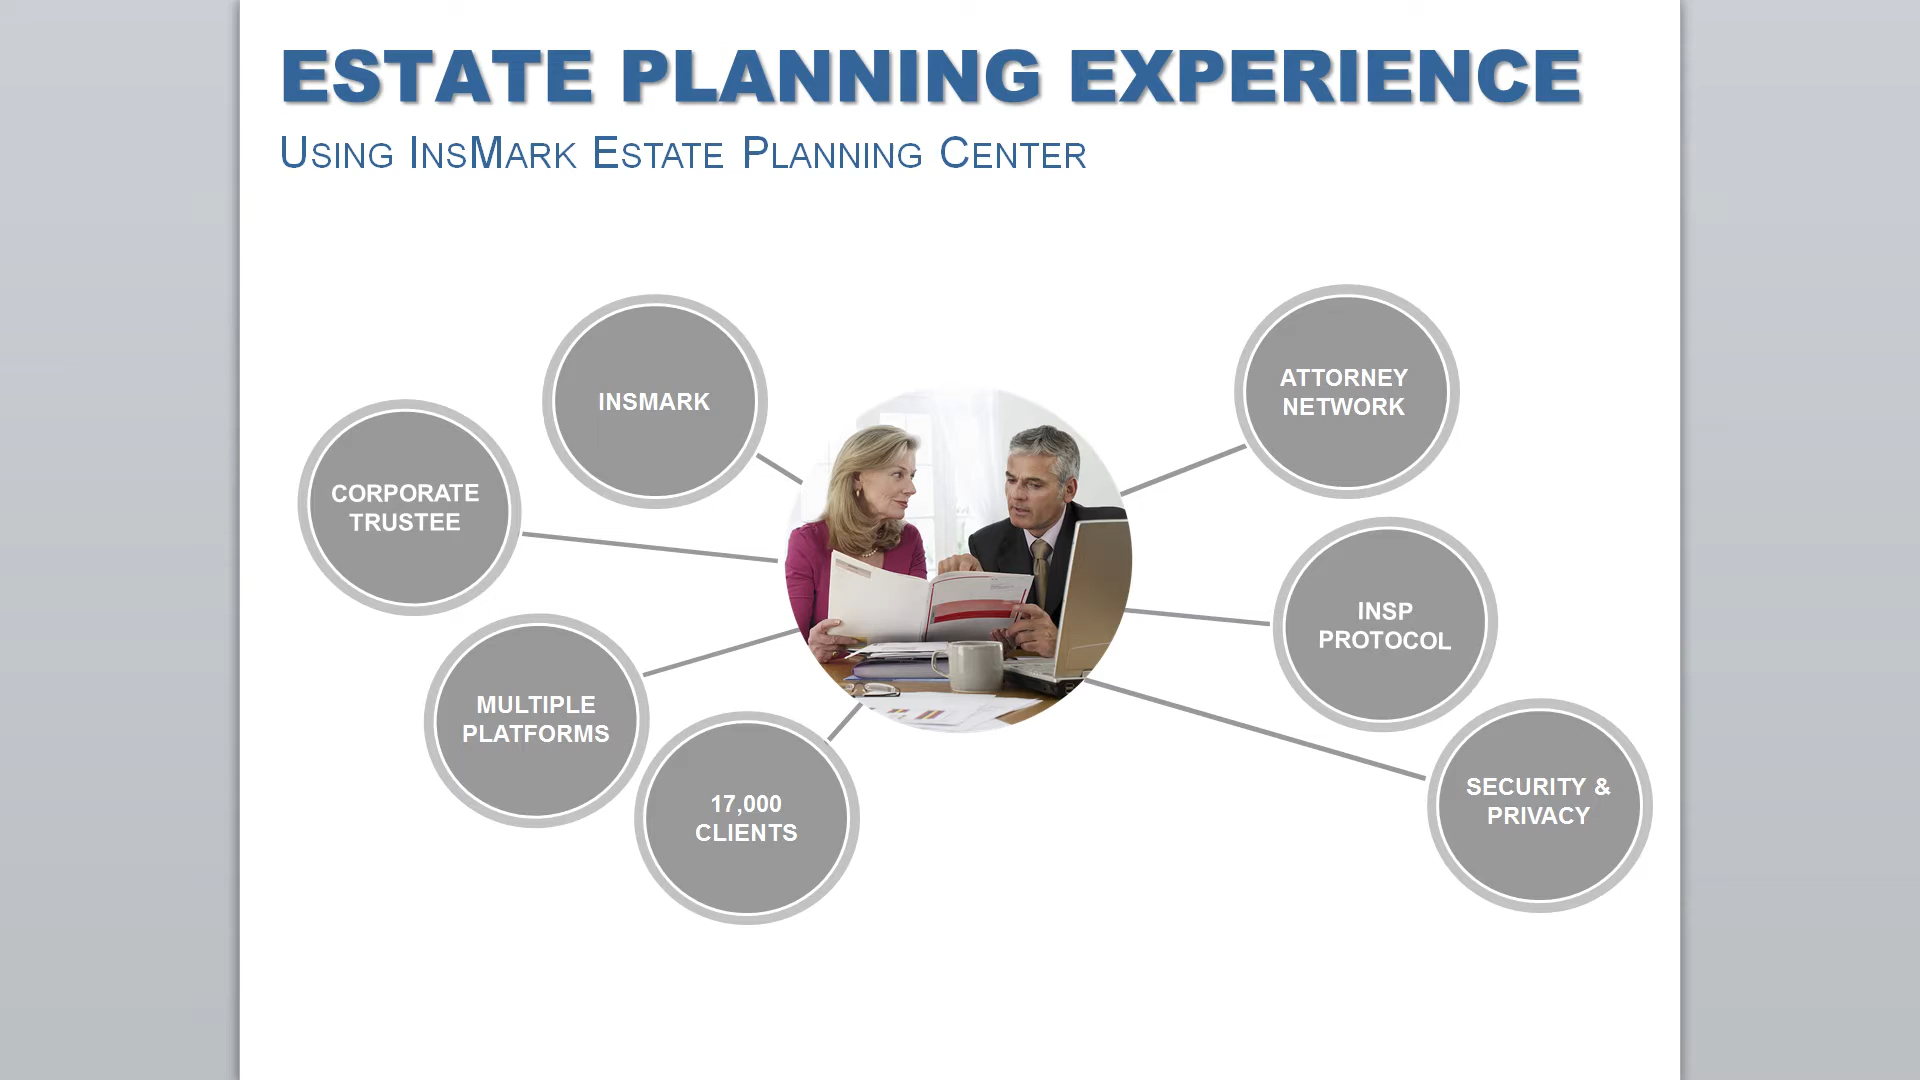 ESTATE PLANNING EXPERIENCE
USING INSMARK ESTATE PLANNING CENTER
INSMARK
ATTORNEY
NETWORK
CORPORATE
TRUSTEE
INSP
PROTOCOL
MULTIPLE
PLATFORMS
SECURITY &
PRIVACY
17,000
CLIENTS